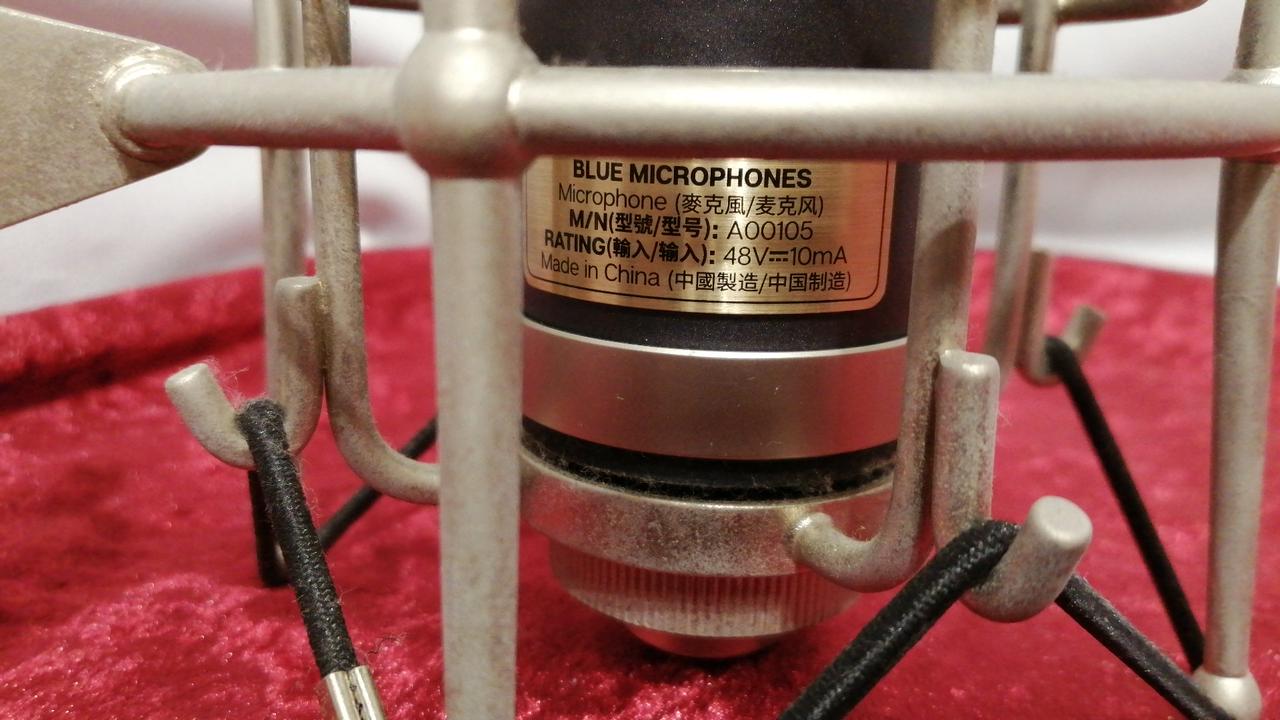 BLUE MICROPHONES
Microphone (麥克風/麦克风)
M/N(型號/型号): A00105
RATING(輸入/输入): 48V⎓10mA
Made in China (中國製造/中国制造)